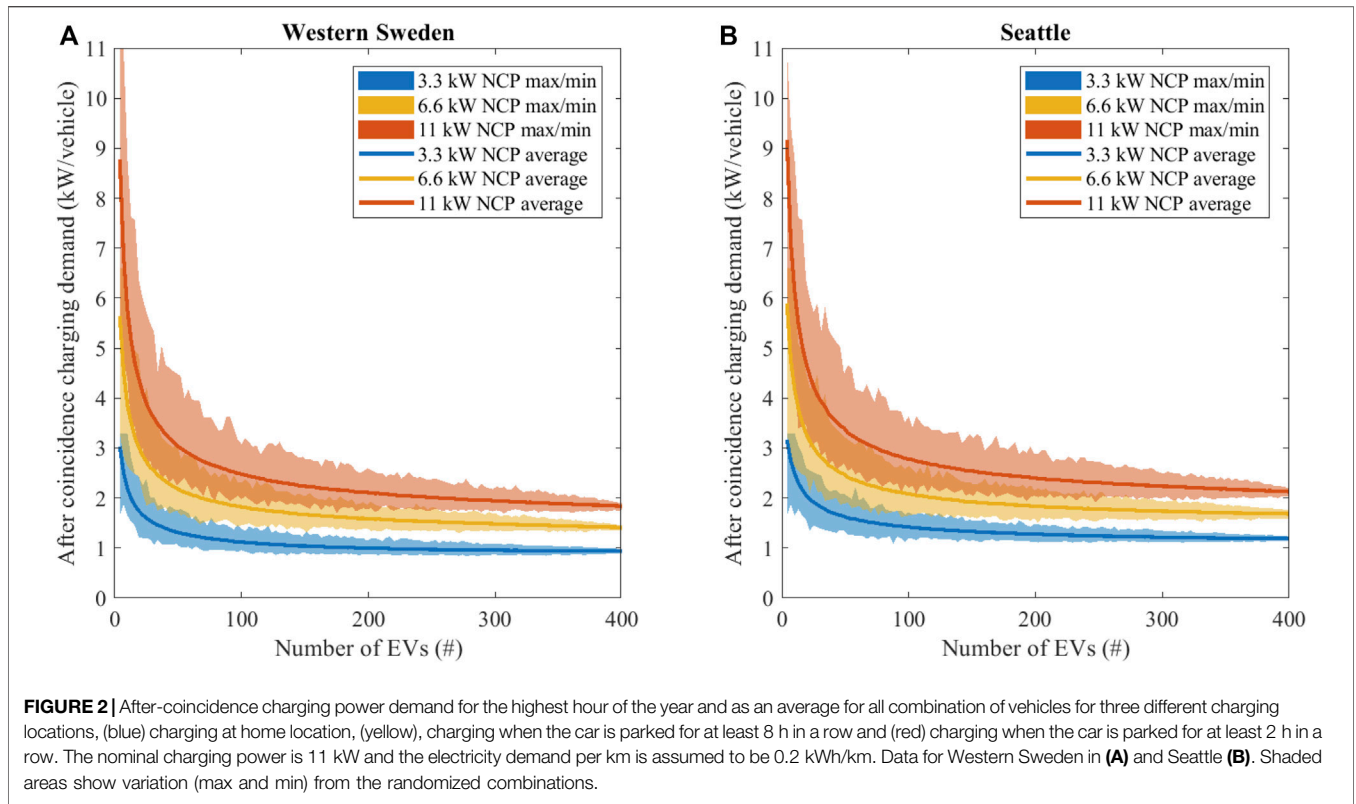 A
Western Sweden
11
10
9
8
7
6
5
4
3
2
1
0
After coincidence charging demand (kW/vehicle)
3.3 kW NCP max/min
6.6 kW NCP max/min
11 kW NCP max/min
3.3 kW NCP average
6.6 kW NCP average
11 kW NCP average
0 100 200 300 400
Number of EVs (#)
B
Seattle
11
10
9
8
7
6
5
4
3
2
1
0
After coincidence charging demand (kW/vehicle)
3.3 kW NCP max/min
6.6 kW NCP max/min
11 kW NCP max/min
3.3 kW NCP average
6.6 kW NCP average
11 kW NCP average
0 100 200 300 400
Number of EVs (#)
FIGURE 2 | After-coincidence charging power demand for the highest hour of the year and as an average for all combination of vehicles for three different charging
locations, (blue) charging at home location, (yellow), charging when the car is parked for at least 8 h in a row and (red) charging when the car is parked for at least 2 h in a
row. The nominal charging power is 11 kW and the electricity demand per km is assumed to be 0.2 kWh/km. Data for Western Sweden in (A) and Seattle (B). Shaded
areas show variation (max and min) from the randomized combinations.